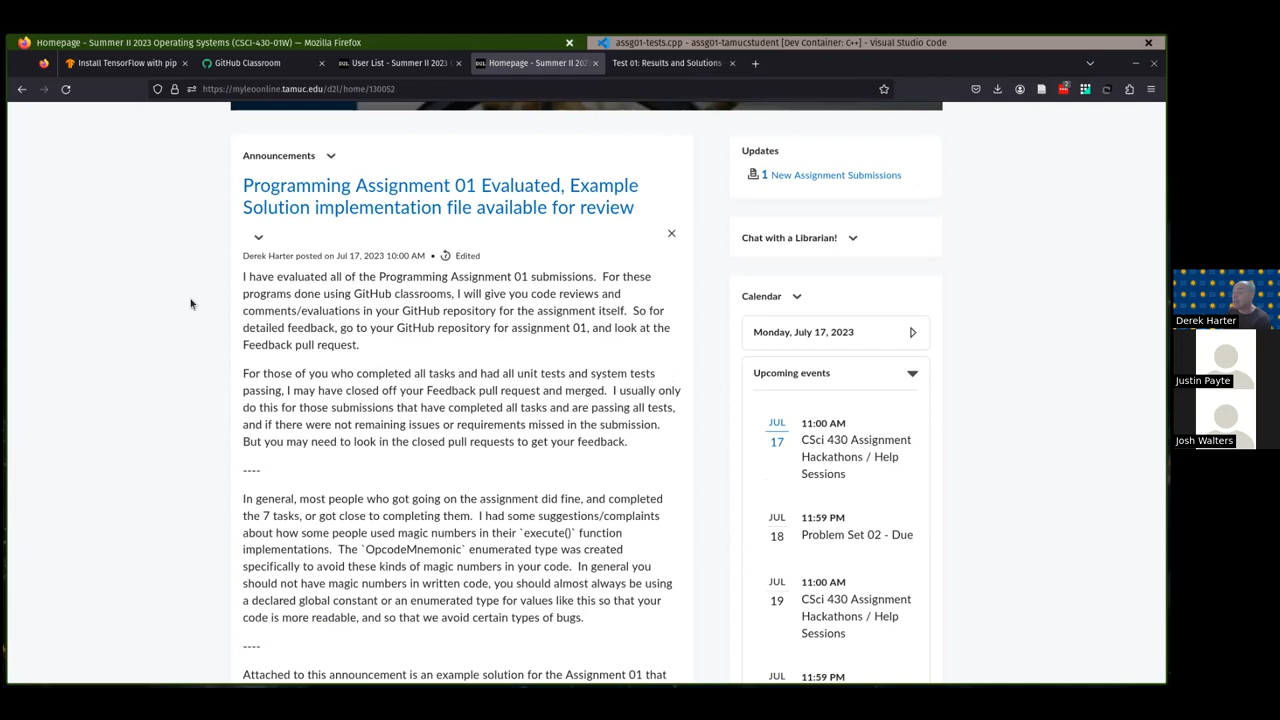 Homepage - Summer II 2023 Operating Systems (CSCI-430-01W) — Mozilla Firefox
assg01-tests.cpp - assg01-tamucstudent [Dev Container: C++] - Visual Studio Code
Install TensorFlow with pip
GitHub Classroom
User List - Summer II 2023
Homepage - Summer II 202
Test 01: Results and Solutions
https://myleoonline.tamuc.edu/d2l/home/130052
Announcements
Programming Assignment 01 Evaluated, Example
Solution implementation file available for review
Derek Harter posted on Jul 17, 2023 10:00 AM • Edited
I have evaluated all of the Programming Assignment 01 submissions. For these
programs done using GitHub classrooms, I will give you code reviews and
comments/evaluations in your GitHub repository for the assignment itself. So for
detailed feedback, go to your GitHub repository for assignment 01, and look at the
Feedback pull request.
For those of you who completed all tasks and had all unit tests and system tests
passing, I may have closed off your Feedback pull request and merged. I usually only
do this for those submissions that have completed all tasks and are passing all tests,
and if there were not remaining issues or requirements missed in the submission.
But you may need to look in the closed pull requests to get your feedback.
----
In general, most people who got going on the assignment did fine, and completed
the 7 tasks, or got close to completing them. I had some suggestions/complaints
about how some people used magic numbers in their `execute()` function
implementations. The `OpcodeMnemonic` enumerated type was created
specifically to avoid these kinds of magic numbers in your code. In general you
should not have magic numbers in written code, you should almost always be using
a declared global constant or an enumerated type for values like this so that your
code is more readable, and so that we avoid certain types of bugs.
----
Attached to this announcement is an example solution for the Assignment 01 that
Updates
1 New Assignment Submissions
Chat with a Librarian!
Calendar
Monday, July 17, 2023
Upcoming events
JUL
17
11:00 AM
CSci 430 Assignment
Hackathons / Help
Sessions
JUL
18
11:59 PM
Problem Set 02 - Due
JUL
19
11:00 AM
CSci 430 Assignment
Hackathons / Help
Sessions
JUL
11:59 PM
Derek Harter
Justin Payte
Josh Walters